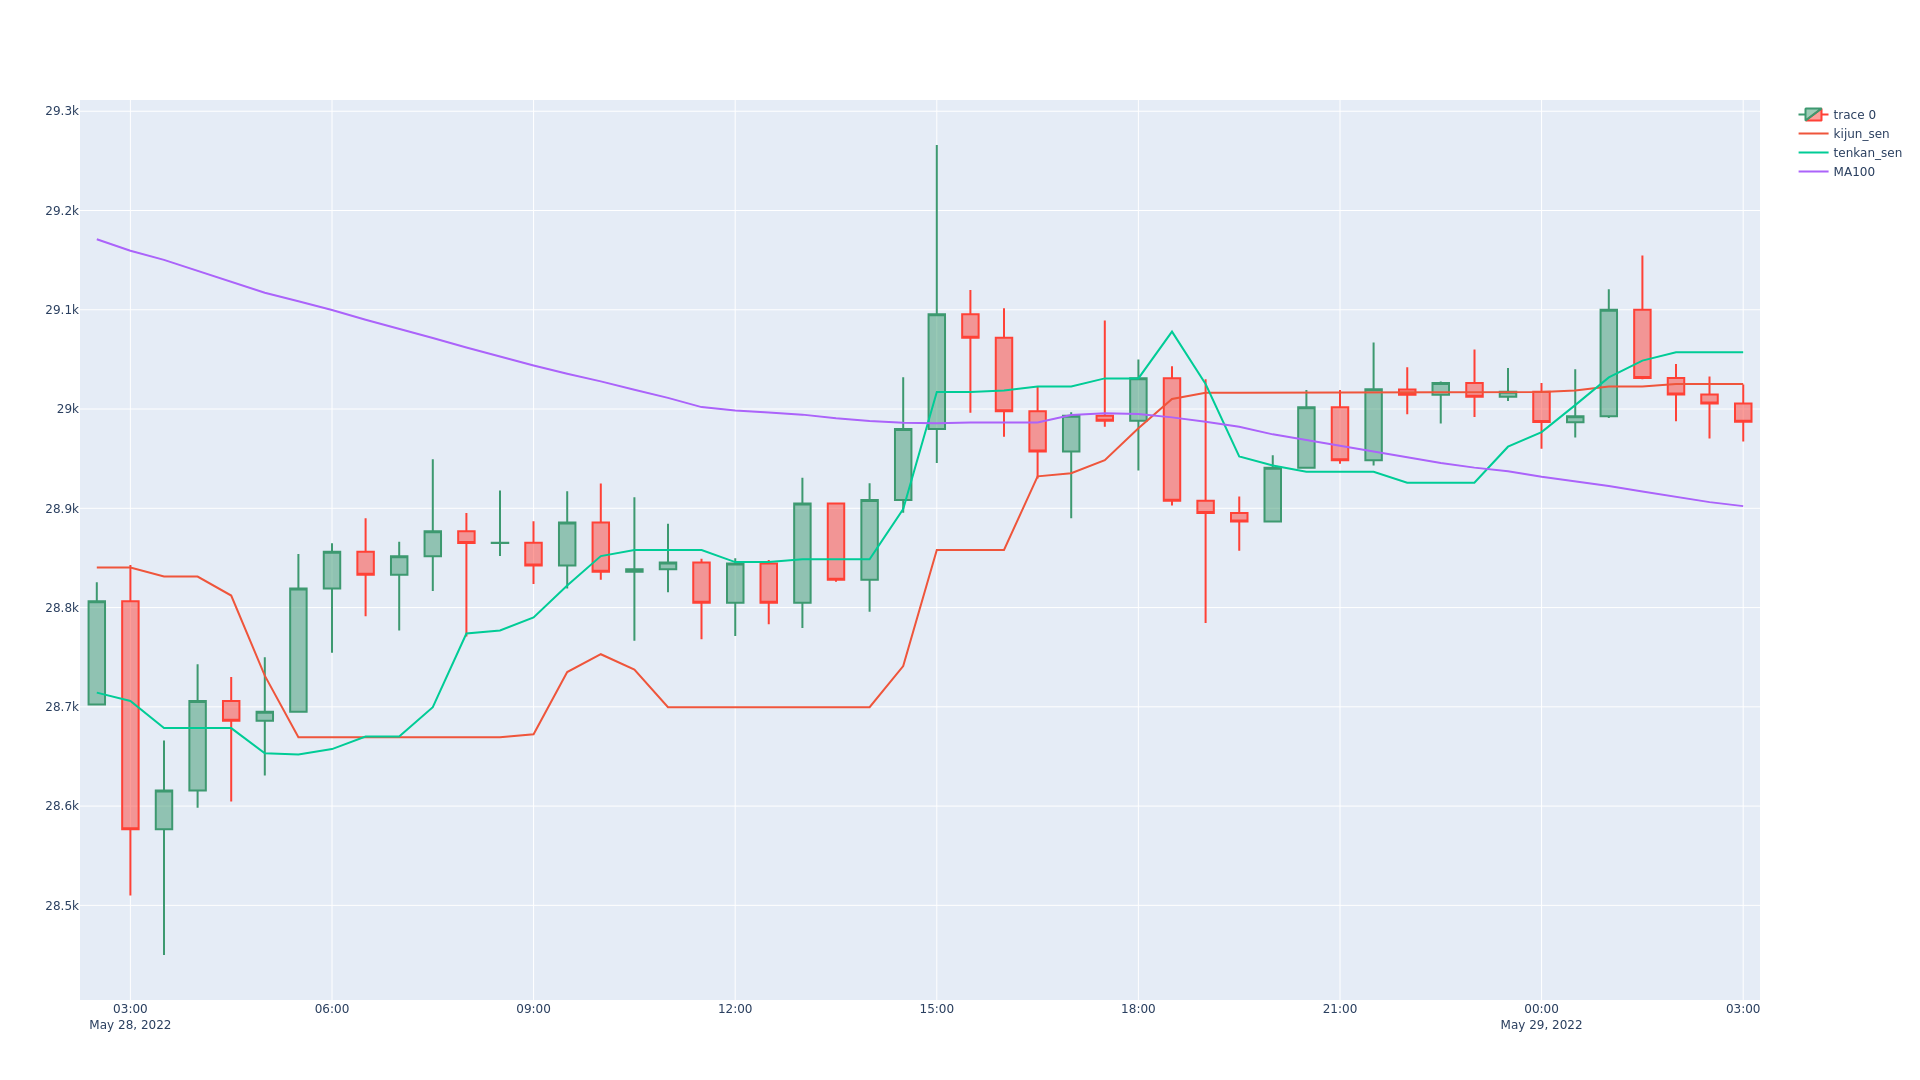 29.3k
29.2k
29.1k
29k
28.9k
28.8k
28.7k
28.6k
28.5k
03:00 06:00 09:00 12:00 15:00 18:00 21:00 00:00 03:00
May 28, 2022 May 29, 2022
trace 0
kijun_sen
tenkan_sen
MA100